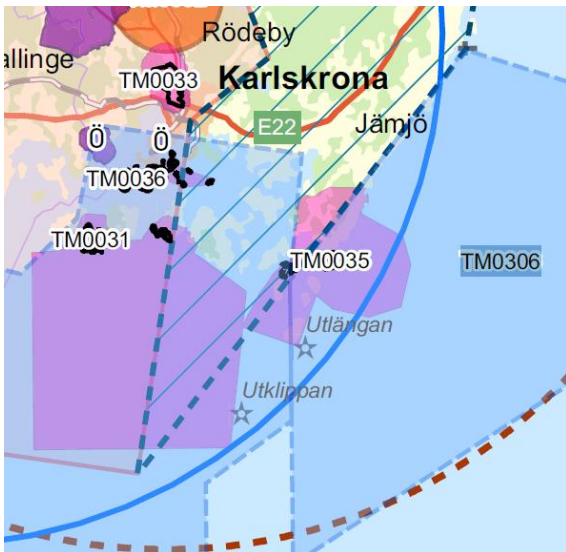 Rödeby
allinge
TM0033
Karlskrona
E22
Jämjö
Ö Ö
TM0036
TM0031
TM0035
TM0306
Utlängan
Utklippan